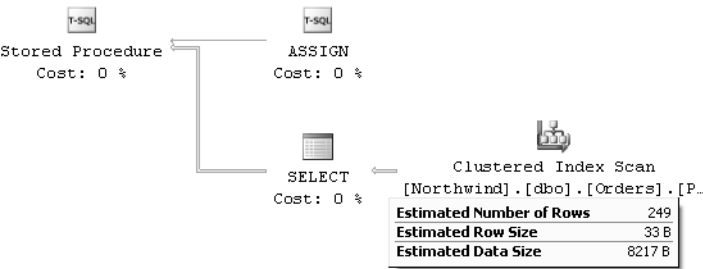 T-SQL
T-SQL
Stored Procedure
ASSIGN
Cost: 0 %
Cost: 0 %
SELECT
Cost: 0 %
Clustered Index Scan
[Northwind].[dbo].[Orders].[P…
Estimated Number of Rows 249
Estimated Row Size 33 B
Estimated Data Size 8217 B